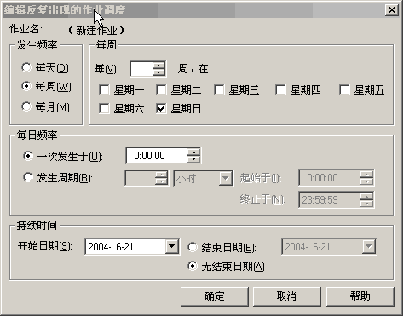 编辑反复出现的作业调度
作业名: (新建作业)
发生频率
每天(D)
每周(W)
每月(M)
每周
每(V) 周，在
星期一 星期二 星期三 星期四 星期五
星期六 星期日
每日频率
一次发生于(U): 0:00:00
发生周期(R): 小时 起始于(I): 0:00:00
终止于(N): 23:59:59
持续时间
开始日期(S): 2004- 6-21 结束日期(E): 2004- 6-21
无结束日期(A)
确定 取消 帮助